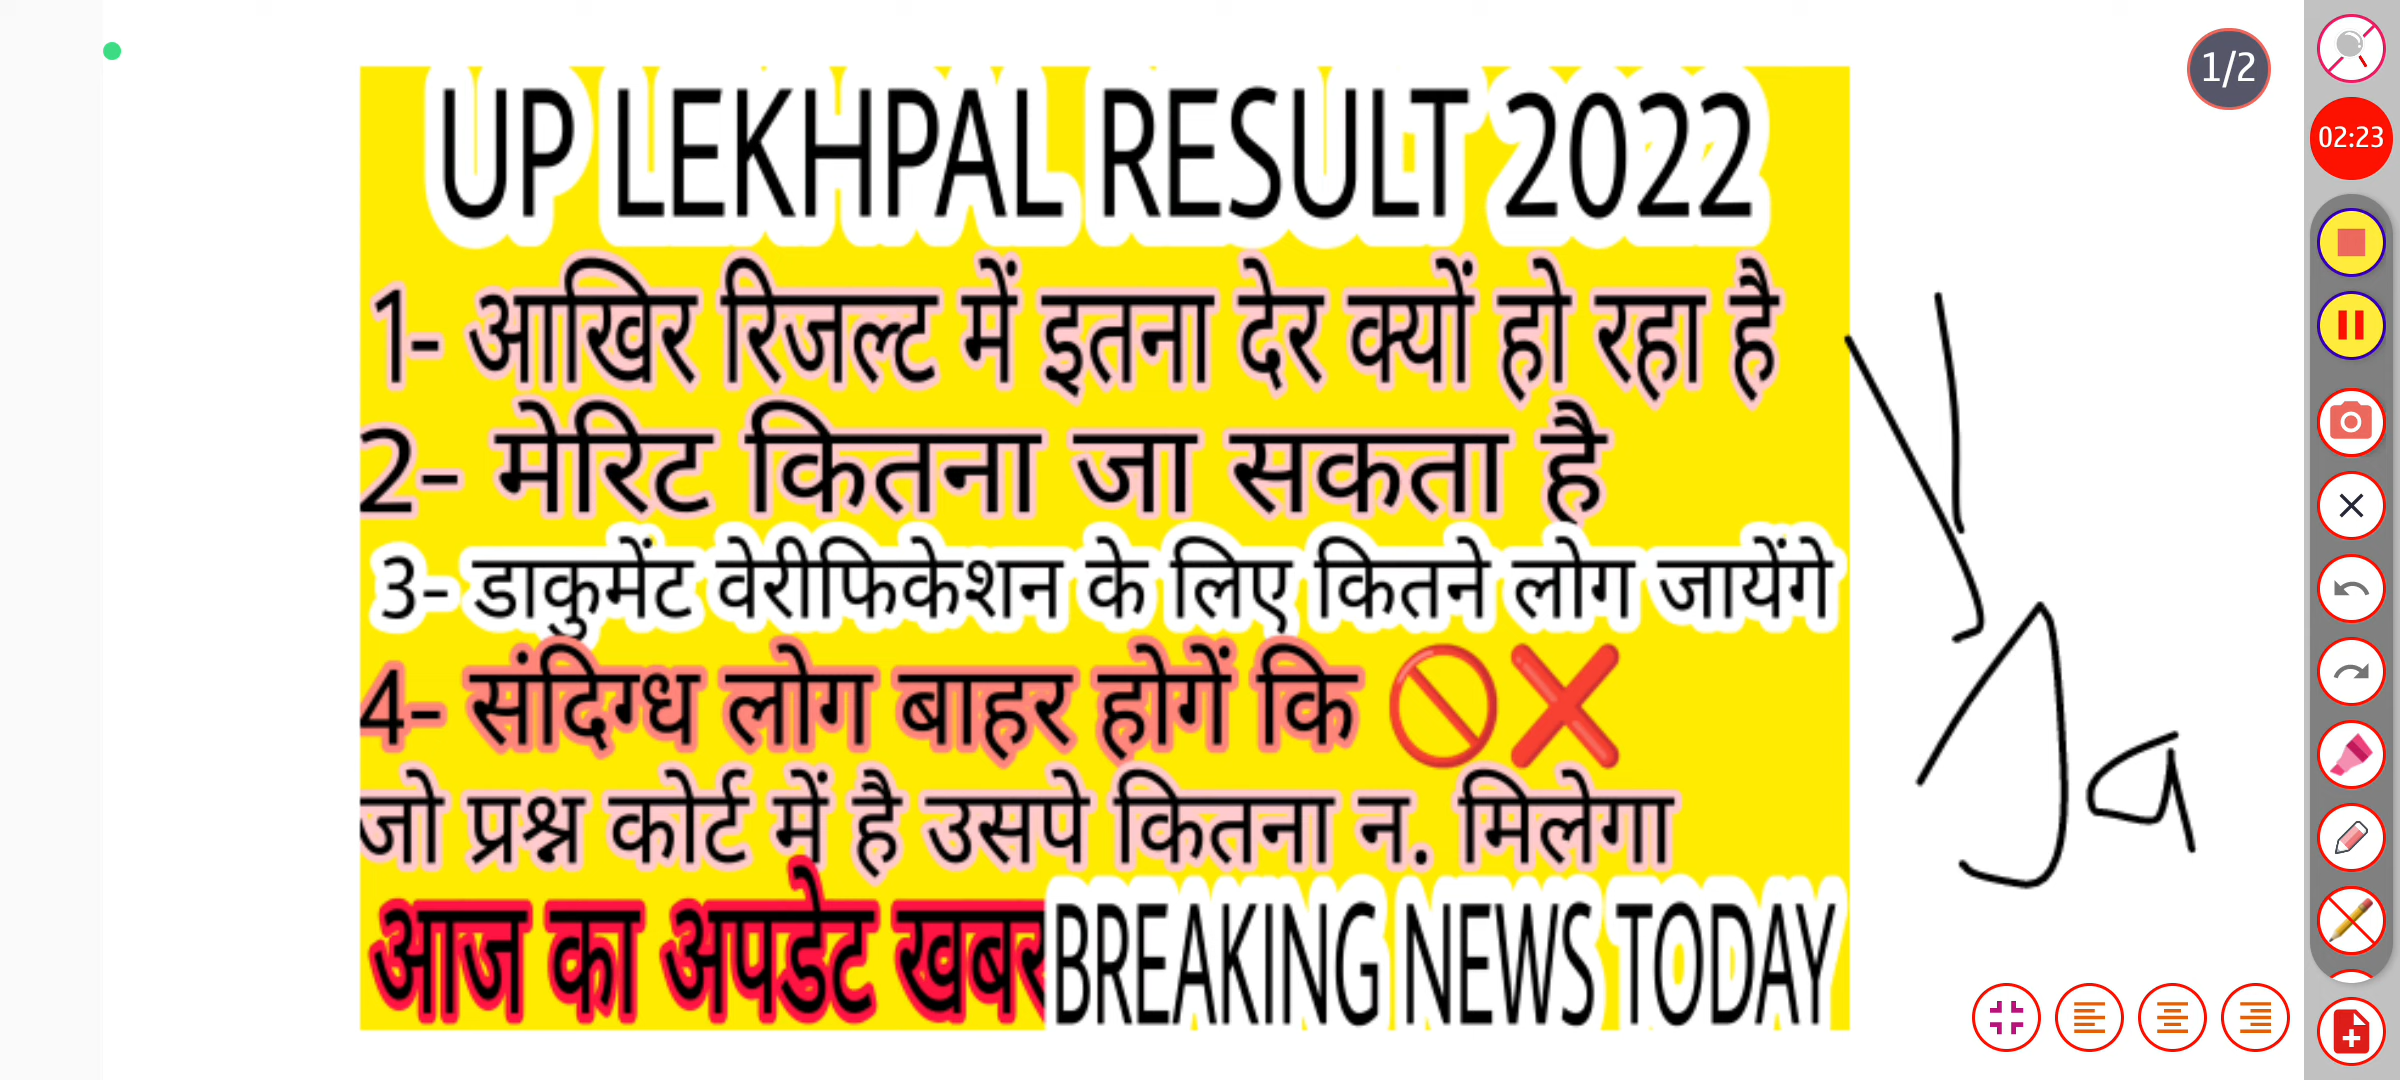 1/2
02:23
UP LEKHPAL RESULT 2022
1- आखिर रिजल्ट में इतना देर क्यों हो रहा है
2- मेरिट कितना जा सकता है
3- डाकुमेंट वेरीफिकेशन के लिए कितने लोग जायेंगे
4- संदिग्ध लोग बाहर होगें कि 🚫❌
जो प्रश्न कोर्ट में है उसपे कितना न. मिलेगा
आज का अपडेट खबर BREAKING NEWS TODAY